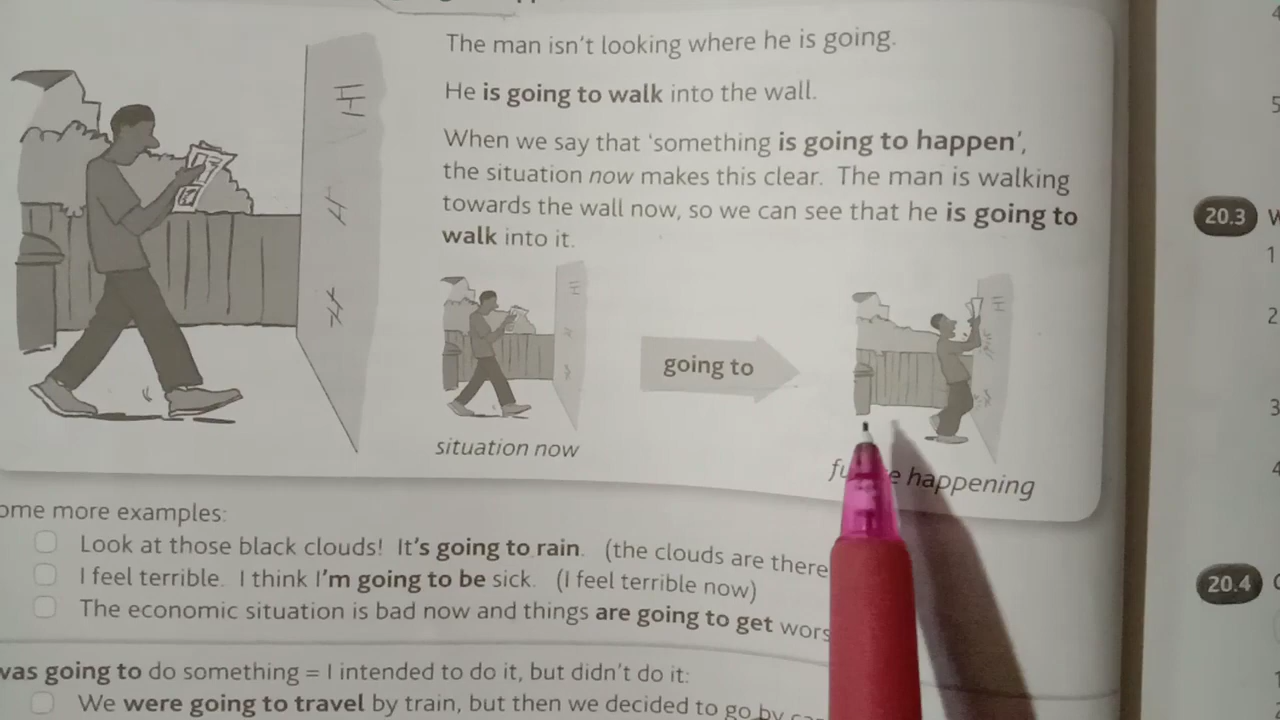 The man isn't looking where he is going.
He is going to walk into the wall.
When we say that 'something is going to happen',
the situation now makes this clear. The man is walking
towards the wall now, so we can see that he is going to
walk into it.
going to
situation now
happening
ome more examples:
Look at those black clouds! It's going to rain. (the clouds are there
I feel terrible. I think I'm going to be sick. (I feel terrible now)
The economic situation is bad now and things are going to get wors
was going to do something = I intended to do it, but didn't do it:
We were going to travel by train, but then we decided to go by
20.3
1
2
3
4
20.4